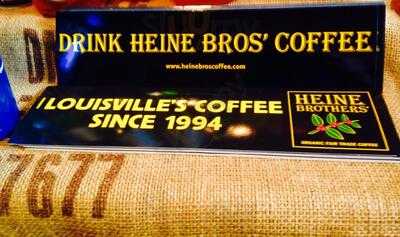 DRINK HEINE BROS' COFFEE
www.heinebroscoffee.com
LOUISVILLE'S COFFEE
SINCE 1994
HEINE
BROTHERS'
ORGANIC FAIR TRADE COFFEE
7677